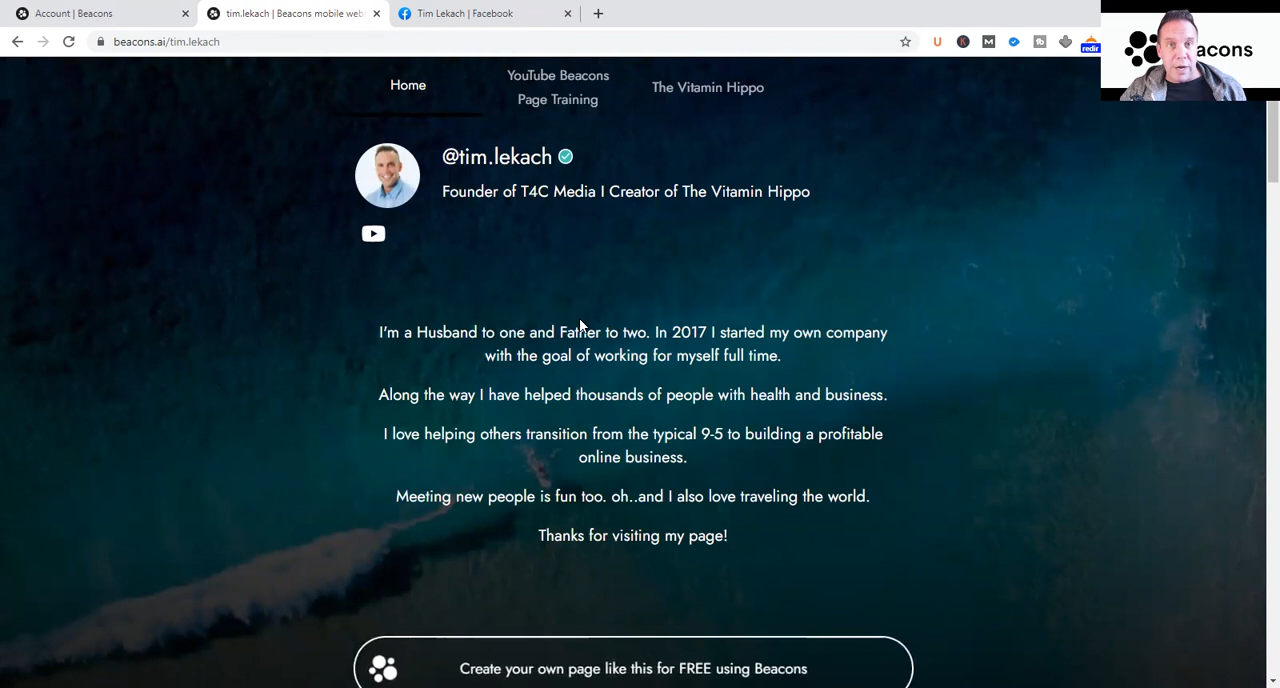 Account | Beacons
tim.lekach | Beacons mobile web
Tim Lekach | Facebook
beacons.ai/tim.lekach
redir
Beacons
Home
YouTube Beacons
Page Training
The Vitamin Hippo
@tim.lekach
Founder of T4C Media I Creator of The Vitamin Hippo
I'm a Husband to one and Father to two. In 2017 I started my own company
with the goal of working for myself full time.
Along the way I have helped thousands of people with health and business.
I love helping others transition from the typical 9-5 to building a profitable
online business.
Meeting new people is fun too. oh..and I also love traveling the world.
Thanks for visiting my page!
Create your own page like this for FREE using Beacons